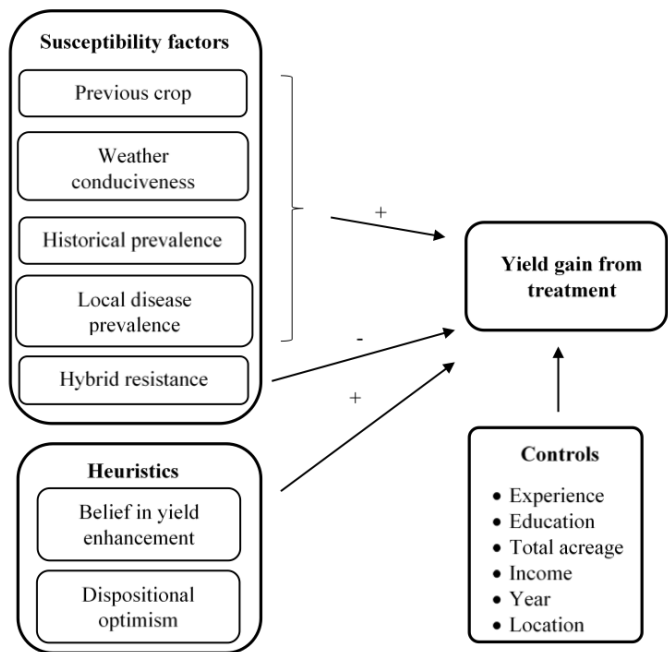 Susceptibility factors
Previous crop
Weather
conduciveness
Historical prevalence
Local disease
prevalence
Hybrid resistance
+
-
+
Heuristics
Belief in yield
enhancement
Dispositional
optimism
Yield gain from
treatment
Controls
• Experience
• Education
• Total acreage
• Income
• Year
• Location